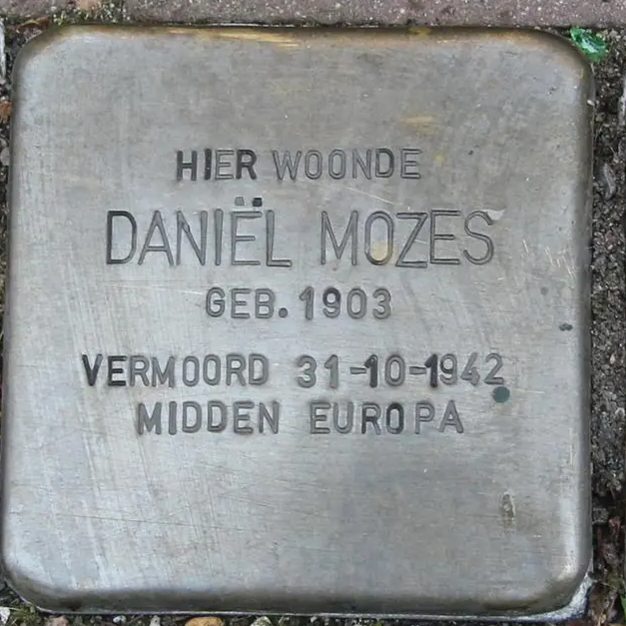 HIER WOONDE
DANIËL MOZES
GEB. 1903
VERMOORD 31-10-1942
MIDDEN EUROPA